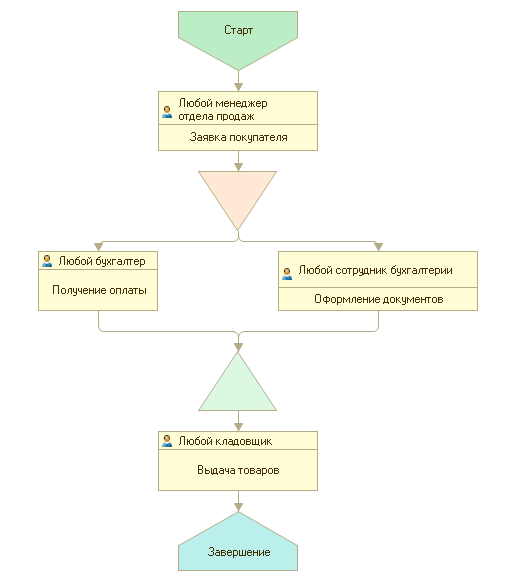 Старт
Любой менеджер
отдела продаж
Заявка покупателя
Любой бухгалтер
Получение оплаты
Любой сотрудник бухгалтерии
Оформление документов
Любой кладовщик
Выдача товаров
Завершение